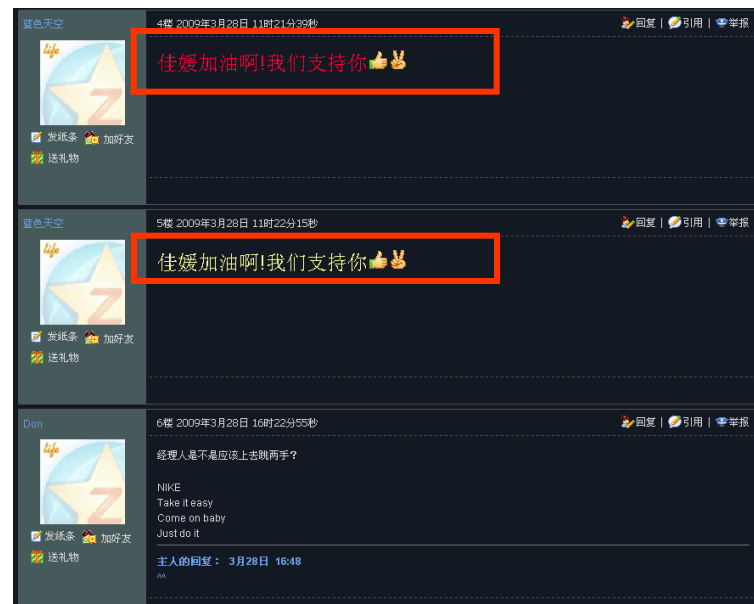 蓝色天空
4楼 2009年3月28日 11时21分39秒
回复 | 引用 | 举报
life
佳媛加油啊!我们支持你
Z
发纸条 加好友
送礼物
蓝色天空
5楼 2009年3月28日 11时22分15秒
回复 | 引用 | 举报
life
佳媛加油啊!我们支持你
Z
发纸条 加好友
送礼物
Don
6楼 2009年3月28日 16时22分55秒
回复 | 引用 | 举报
life
经理人是不是应该上去跳两手?
NIKE
Take it easy
Come on baby
Just do it
Z
发纸条 加好友
送礼物
主人的回复: 3月28日 16:48
^^